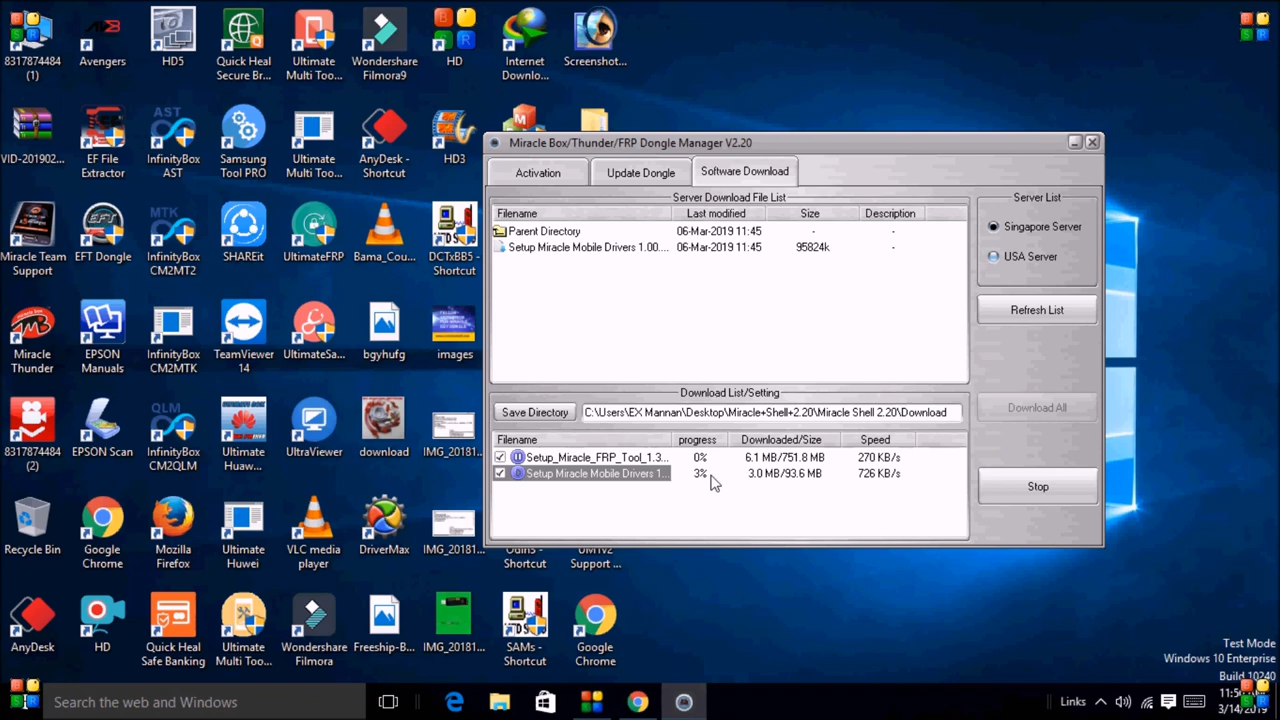 8317874484
(1)
Avengers
HD5
Quick Heal
Secure Br...
Ultimate
Multi Too...
Wondershare
Filmora9
HD
Internet
Downlo...
Screenshot...
VID-201902...
EF File
Extractor
InfinityBox
AST
Samsung
Tool PRO
Ultimate
Multi Too...
AnyDesk -
Shortcut
HD3
Miracle Team
Support
EFT Dongle
InfinityBox
CM2MT2
SHAREit
UltimateFRP
Bama_Cou...
DCTxBB5 -
Shortcut
Miracle
Thunder
EPSON
Manuals
InfinityBox
CM2MTK
TeamViewer
14
UltimateSa...
bgyhufg
images
8317874484
(2)
EPSON Scan
InfinityBox
CM2QLM
Ultimate
Huaw...
UltraViewer
download
IMG_20181...
Recycle Bin
Google
Chrome
Mozilla
Firefox
Ultimate
Huwei
VLC media
player
DriverMax
IMG_20181...
Odin3 -
Shortcut
UMTv2
Support ...
AnyDesk
HD
Quick Heal
Safe Banking
Ultimate
Multi Too...
Wondershare
Filmora
Freeship-B...
IMG_20181...
SAMs -
Shortcut
Google
Chrome
Miracle Box/Thunder/FRP Dongle Manager V2.20
Activation
Update Dongle
Software Download
Server Download File List
Filename Last modified Size Description
Parent Directory 06-Mar-2019 11:45 - -
Setup Miracle Mobile Drivers 1.00.... 06-Mar-2019 11:45 95824k -
Server List
Singapore Server
USA Server
Refresh List
Download List/Setting
Save Directory C:\Users\EX Mannan\Desktop\Miracle+Shell+2.20\Miracle Shell 2.20\Download
Download All
Filename progress Downloaded/Size Speed
Setup_Miracle_FRP_Tool_1.3... 0% 6.1 MB/751.8 MB 270 KB/s
Setup Miracle Mobile Drivers 1... 3% 3.0 MB/93.6 MB 726 KB/s
Stop
Test Mode
Windows 10 Enterprise
Build 10240
Search the web and Windows
Links
3/14/2019